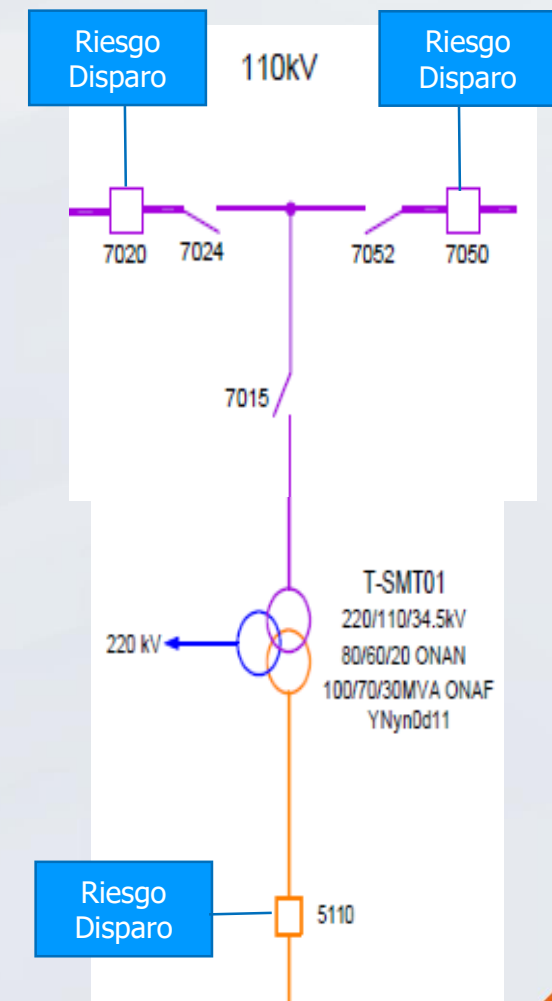 Riesgo
Disparo
110kV
Riesgo
Disparo
7020
7024
7052
7050
7015
T-SMT01
220/110/34.5kV
80/60/20 ONAN
100/70/30MVA ONAF
YNyn0d11
220 kV
Riesgo
Disparo
5110